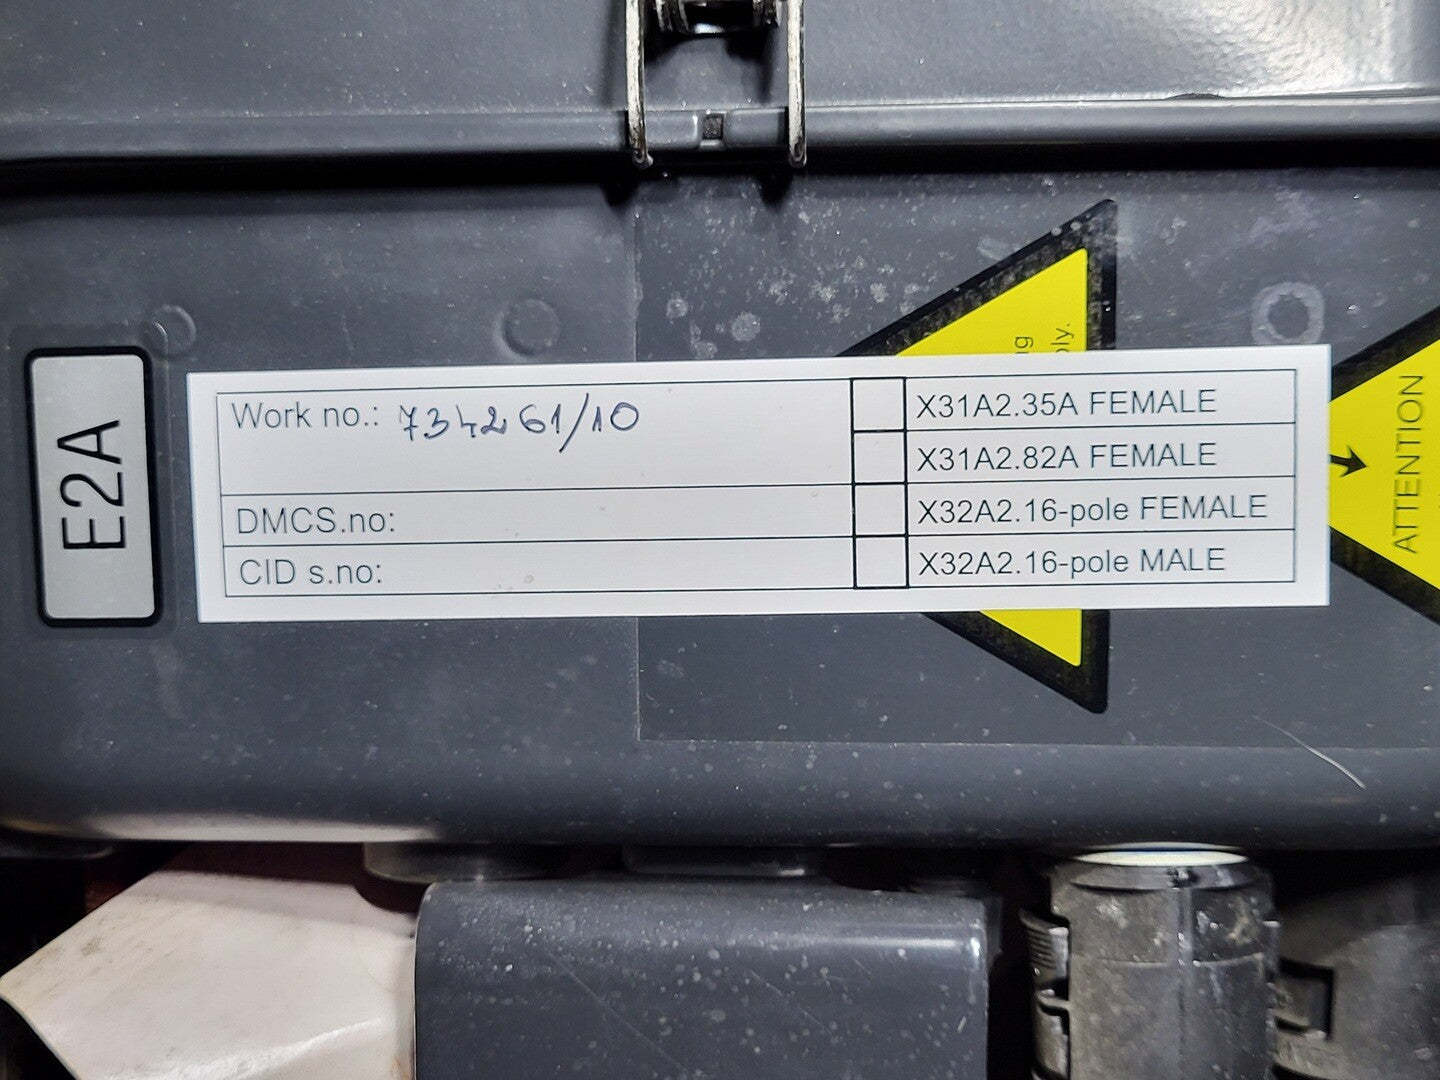 E2A
Work no.: 734261/10
DMCS.no:
CID s.no:
X31A2.35A FEMALE
X31A2.82A FEMALE
X32A2.16-pole FEMALE
X32A2.16-pole MALE
ATTENTION